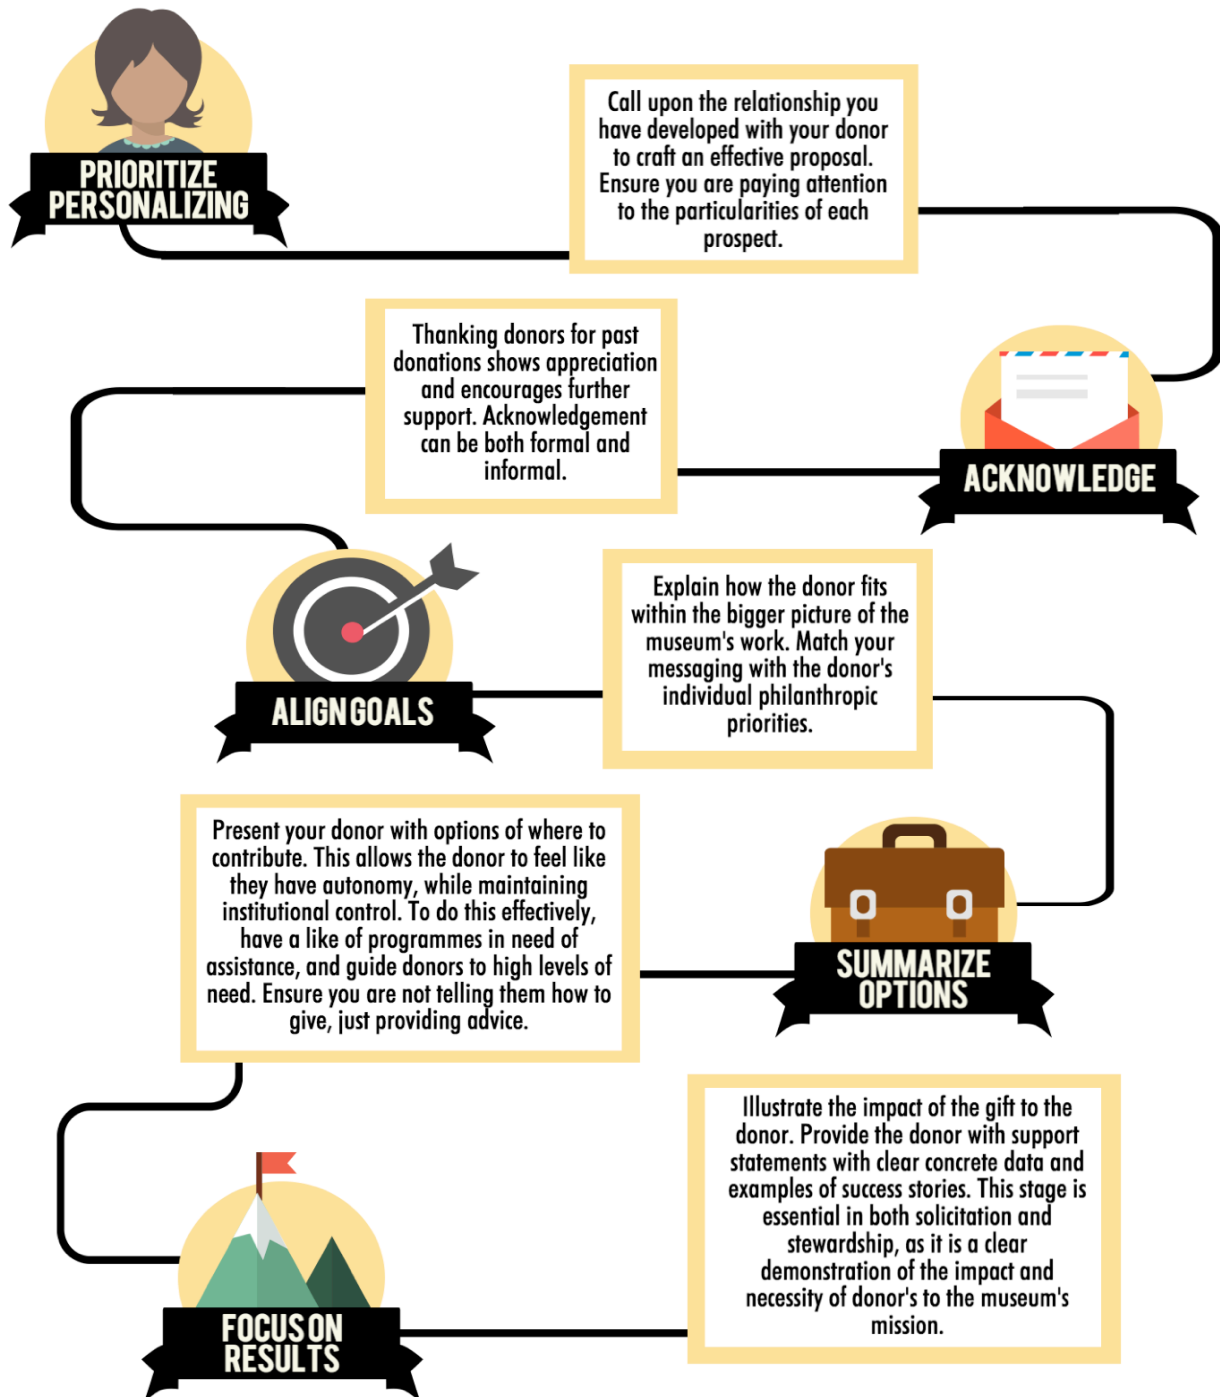 PRIORITIZE
PERSONALIZING
Call upon the relationship you
have developed with your donor
to craft an effective proposal.
Ensure you are paying attention
to the particularities of each
prospect.
ACKNOWLEDGE
Thanking donors for past
donations shows appreciation
and encourages further
support. Acknowledgement
can be both formal and
informal.
ALIGN GOALS
Explain how the donor fits
within the bigger picture of the
museum's work. Match your
messaging with the donor's
individual philanthropic
priorities.
SUMMARIZE
OPTIONS
Present your donor with options of where to
contribute. This allows the donor to feel like
they have autonomy, while maintaining
institutional control. To do this effectively,
have a like of programmes in need of
assistance, and guide donors to high levels of
need. Ensure you are not telling them how to
give, just providing advice.
FOCUS ON
RESULTS
Illustrate the impact of the gift to the
donor. Provide the donor with support
statements with clear concrete data and
examples of success stories. This stage is
essential in both solicitation and
stewardship, as it is a clear
demonstration of the impact and
necessity of donor's to the museum's
mission.